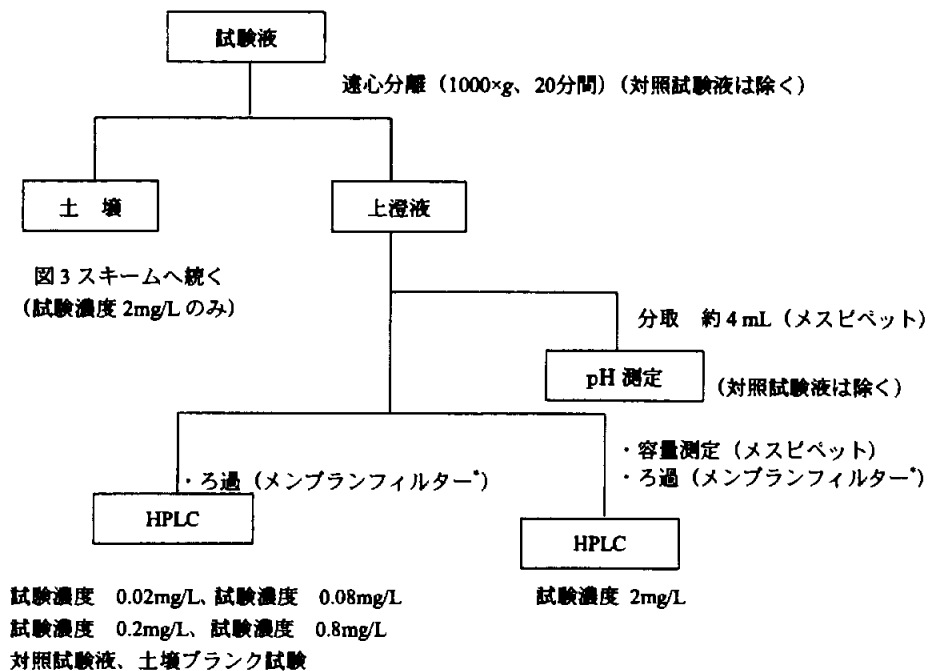 試験液
遠心分離（1000×g、20分間）（対照試験液は除く）
土　壌
上澄液
図3 スキームへ続く
（試験濃度 2mg/L のみ）
分取　約 4 mL（メスピペット）
pH 測定
（対照試験液は除く）
・ろ過（メンブランフィルター*）
HPLC
・容量測定（メスピペット）
・ろ過（メンブランフィルター*）
HPLC
試験濃度　0.02mg/L、試験濃度　0.08mg/L
試験濃度　0.2mg/L、試験濃度　0.8mg/L
対照試験液、土壌ブランク試験
試験濃度 2mg/L